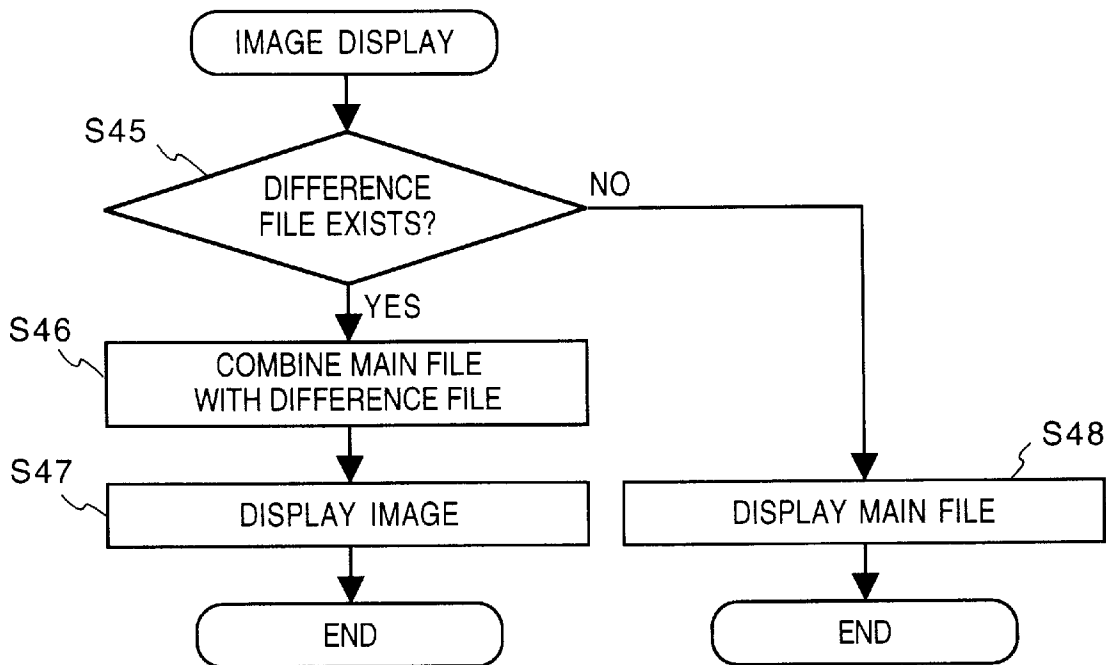 IMAGE DISPLAY
S45
DIFFERENCE
FILE EXISTS?
NO
YES
S46
COMBINE MAIN FILE
WITH DIFFERENCE FILE
S47
DISPLAY IMAGE
END
S48
DISPLAY MAIN FILE
END